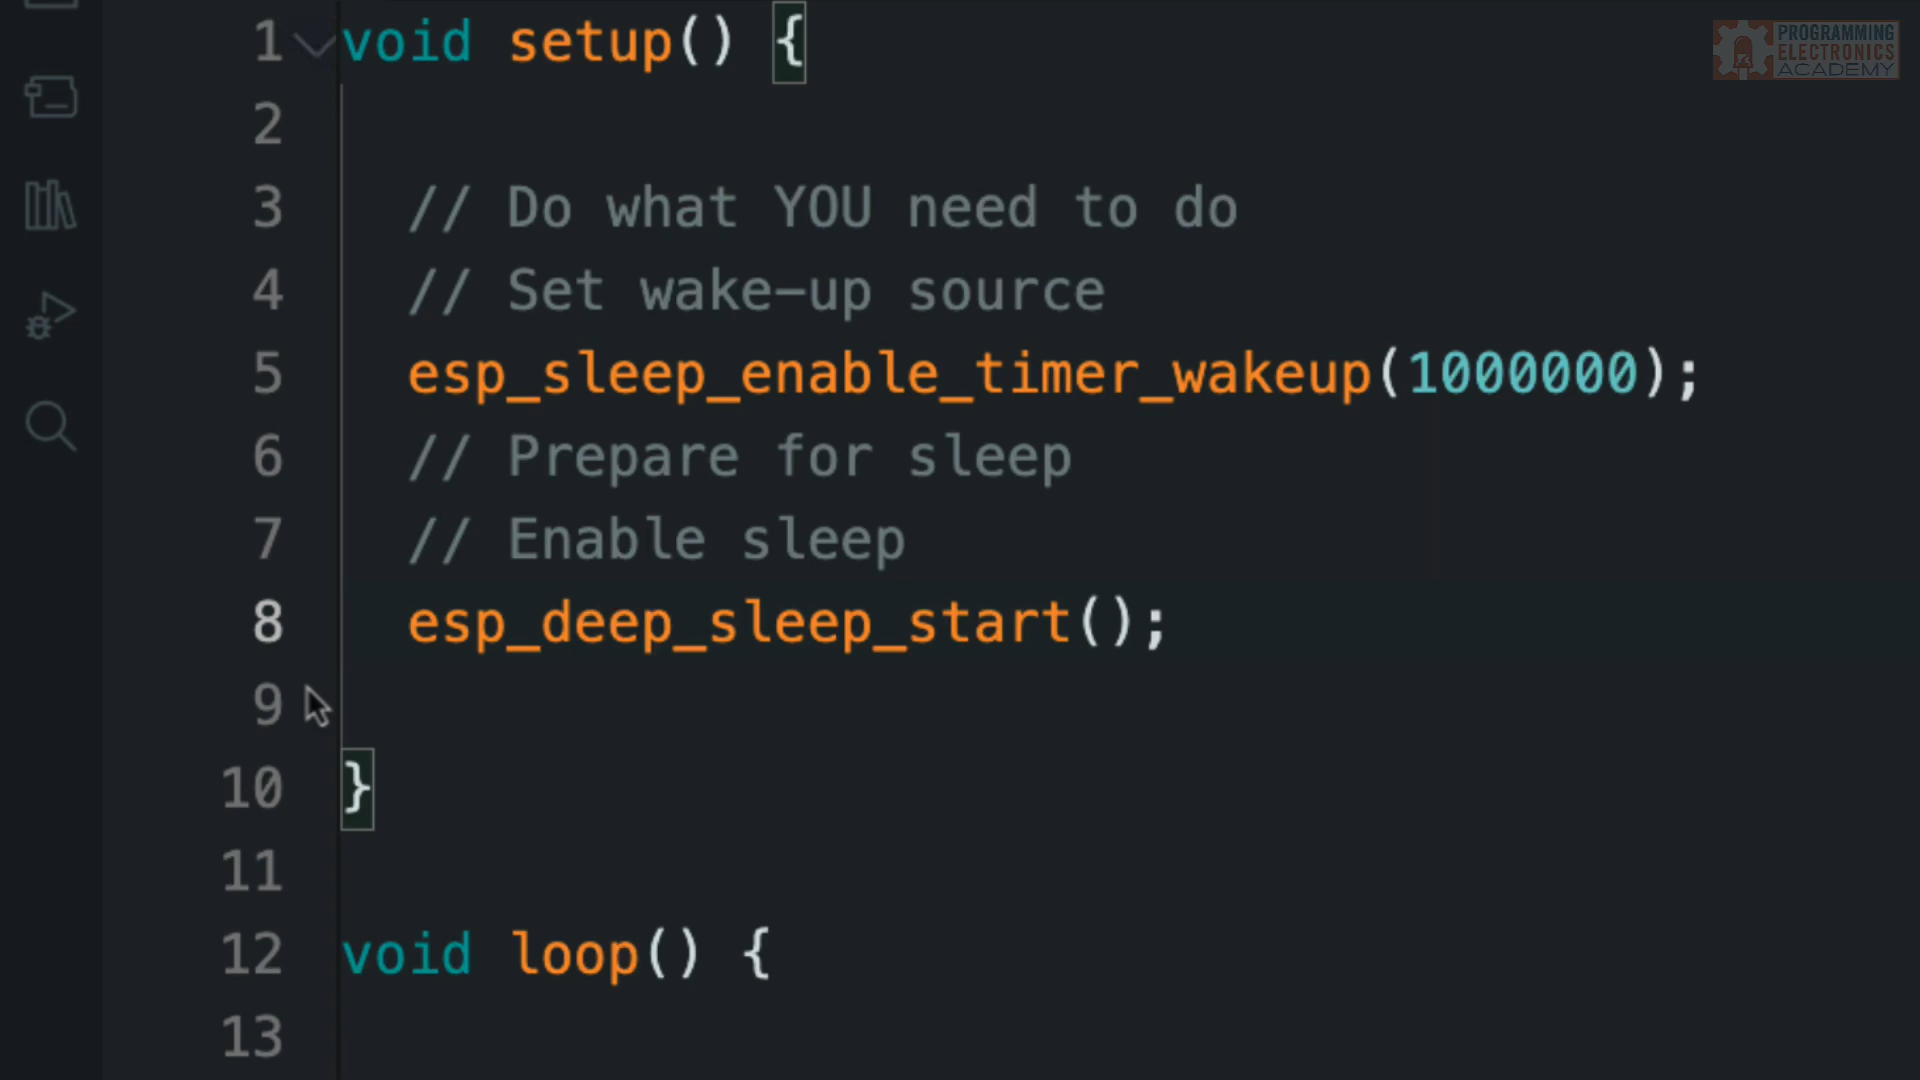 1 void setup() {
2
3 // Do what YOU need to do
4 // Set wake-up source
5 esp_sleep_enable_timer_wakeup(1000000);
6 // Prepare for sleep
7 // Enable sleep
8 esp_deep_sleep_start();
9
10 }
11
12 void loop() {
13
PROGRAMMING
ELECTRONICS
ACADEMY